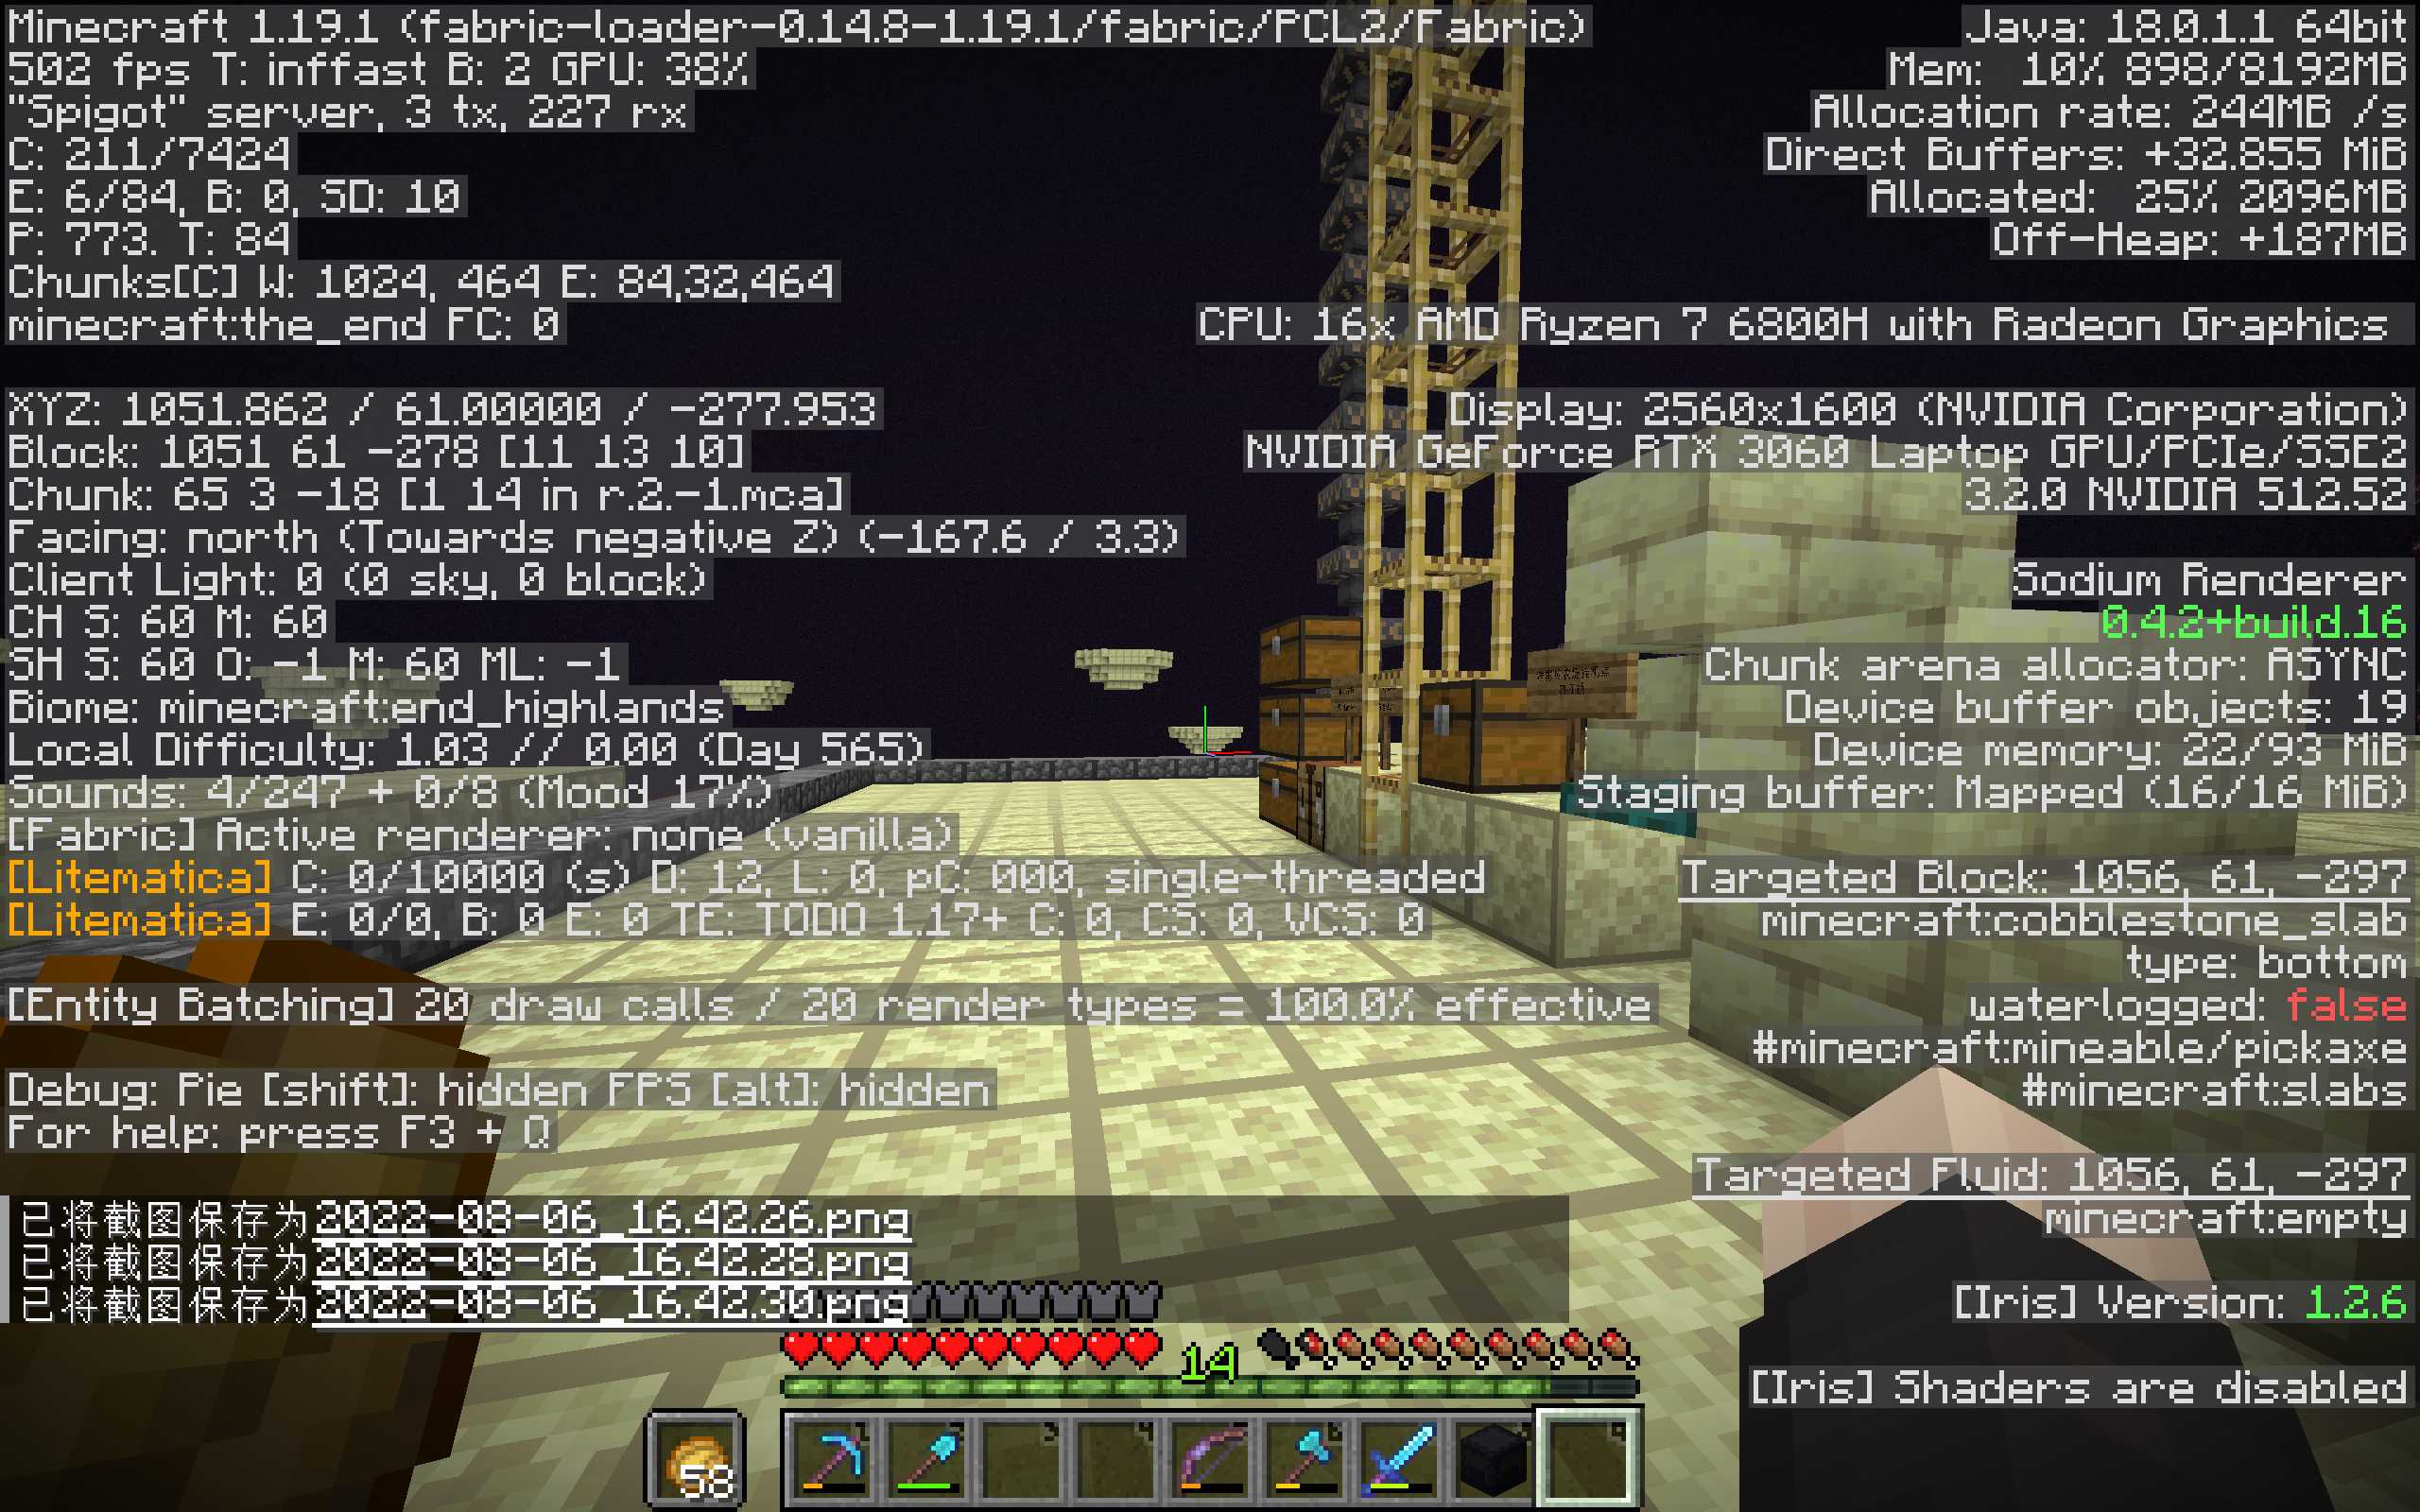 Minecraft 1.19.1 (fabric-loader-0.14.8-1.19.1/fabric/PCL2/Fabric)
502 fps T: inffast B: 2 GPU: 38%
"Spigot" server, 3 tx, 227 rx
C: 211/7424
E: 6/84, B: 0, SD: 10
P: 773. T: 84
Chunks[C] W: 1024, 464 E: 84,32,464
minecraft:the_end FC: 0
XYZ: 1051.862 / 61.00000 / -277.953
Block: 1051 61 -278 [11 13 10]
Chunk: 65 3 -18 [1 14 in r.2.-1.mca]
Facing: north (Towards negative Z) (-167.6 / 3.3)
Client Light: 0 (0 sky, 0 block)
CH S: 60 M: 60
SH S: 60 O: -1 M: 60 ML: -1
Biome: minecraft:end_highlands
Local Difficulty: 1.03 // 0.00 (Day 565)
Sounds: 4/247 + 0/8 (Mood 17%)
[Fabric] Active renderer: none (vanilla)
[Litematica] C: 0/10000 (s) D: 12, L: 0, pC: 000, single-threaded
[Litematica] E: 0/0, B: 0 E: 0 TE: TODO 1.17+ C: 0, CS: 0, VCS: 0
[Entity Batching] 20 draw calls / 20 render types = 100.0% effective
Debug: Pie [shift]: hidden FPS [alt]: hidden
For help: press F3 + Q
Java: 18.0.1.1 64bit
Mem: 10% 898/8192MB
Allocation rate: 244MB /s
Direct Buffers: +32.855 MiB
Allocated: 25% 2096MB
Off-Heap: +187MB
CPU: 16x AMD Ryzen 7 6800H with Radeon Graphics
Display: 2560x1600 (NVIDIA Corporation)
NVIDIA GeForce RTX 3060 Laptop GPU/PCIe/SSE2
3.2.0 NVIDIA 512.52
Sodium Renderer
0.4.2+build.16
Chunk arena allocator: ASYNC
Device buffer objects: 19
Device memory: 22/93 MiB
Staging buffer: Mapped (16/16 MiB)
Targeted Block: 1056, 61, -297
minecraft:cobblestone_slab
type: bottom
waterlogged: false
#minecraft:mineable/pickaxe
#minecraft:slabs
Targeted Fluid: 1056, 61, -297
minecraft:empty
[Iris] Version: 1.2.6
[Iris] Shaders are disabled
已将截图保存为2022-08-06_16.42.26.png
已将截图保存为2022-08-06_16.42.28.png
已将截图保存为2022-08-06_16.42.30.png
14
58